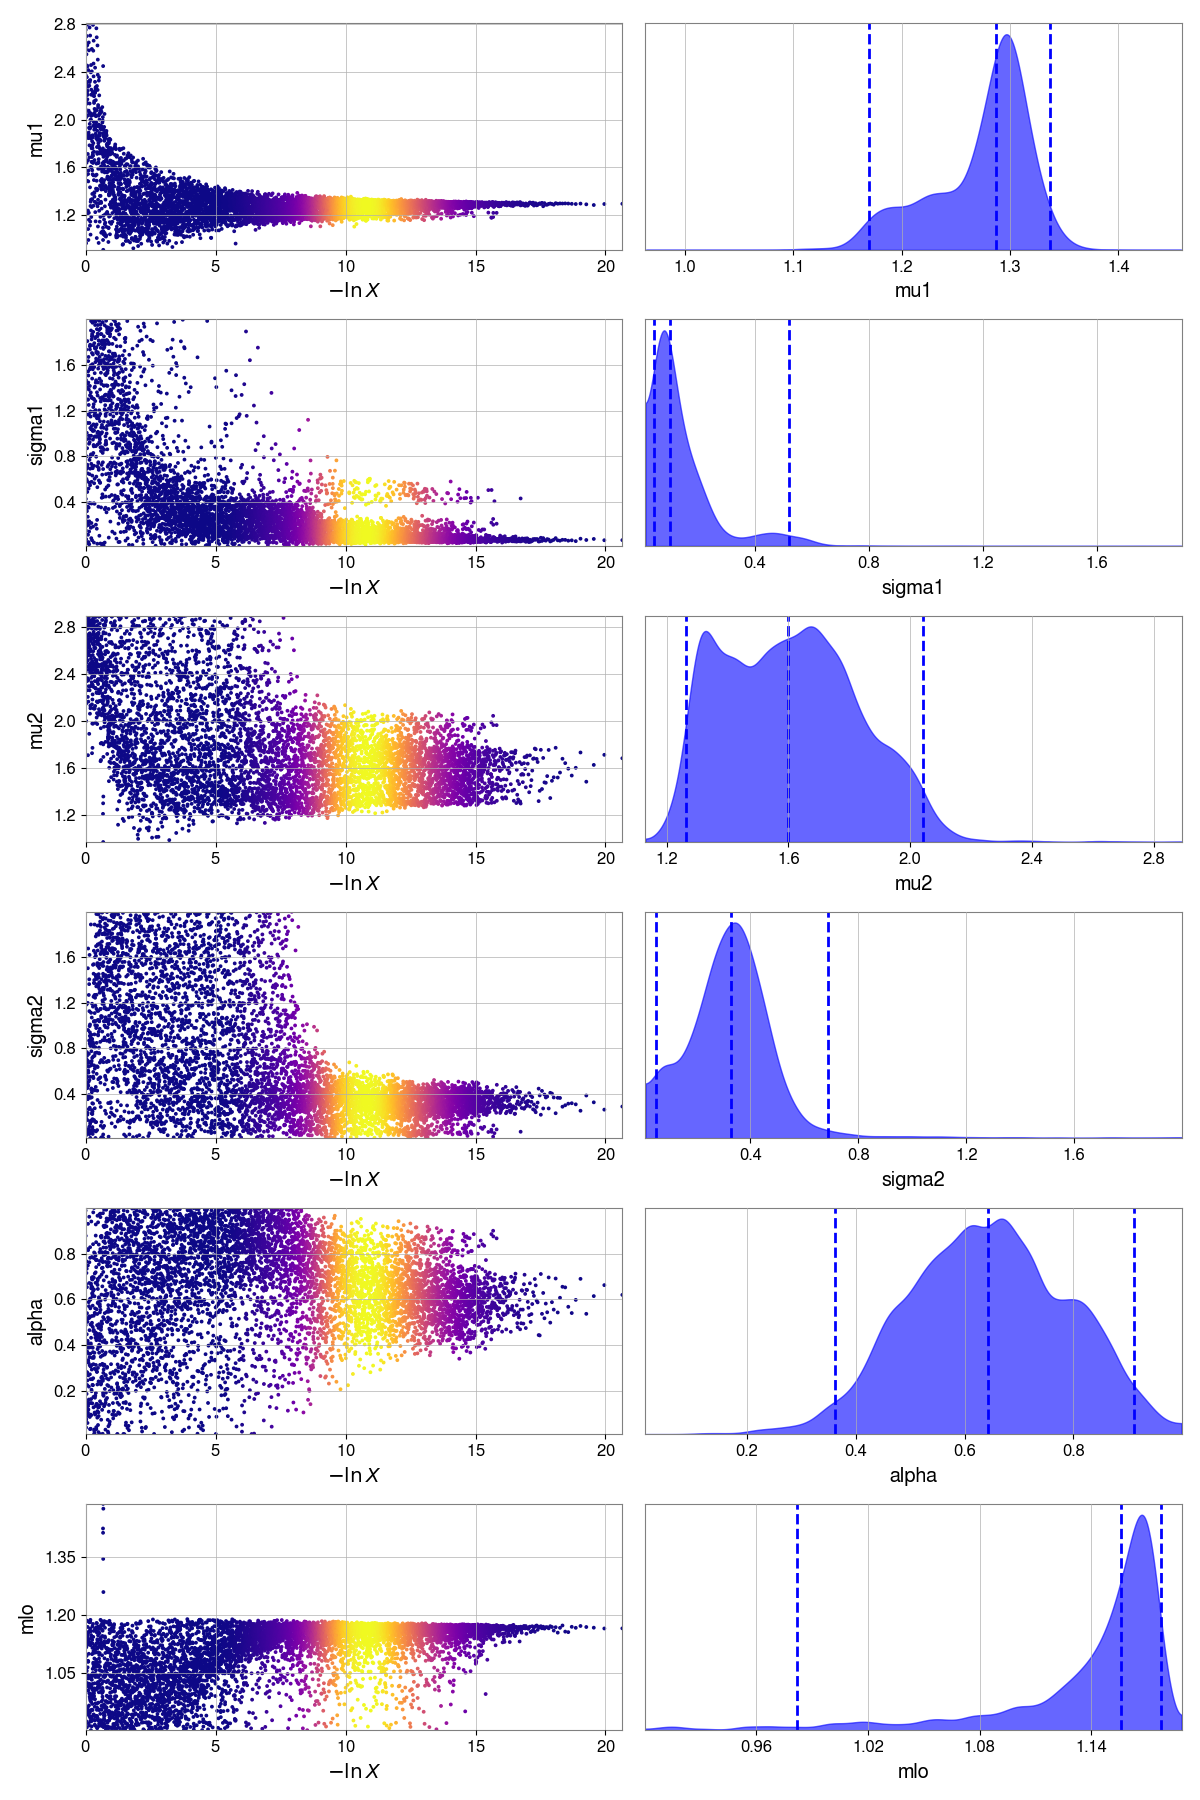 mu1
2.8
2.4
2.0
1.6
1.2
0 5 10 15 20
−ln X
1.0 1.1 1.2 1.3 1.4
mu1
sigma1
1.6
1.2
0.8
0.4
0 5 10 15 20
−ln X
0.4 0.8 1.2 1.6
sigma1
mu2
2.8
2.4
2.0
1.6
1.2
0 5 10 15 20
−ln X
1.2 1.6 2.0 2.4 2.8
mu2
sigma2
1.6
1.2
0.8
0.4
0 5 10 15 20
−ln X
0.4 0.8 1.2 1.6
sigma2
alpha
0.8
0.6
0.4
0.2
0 5 10 15 20
−ln X
0.2 0.4 0.6 0.8
alpha
mlo
1.35
1.20
1.05
0 5 10 15 20
−ln X
0.96 1.02 1.08 1.14
mlo